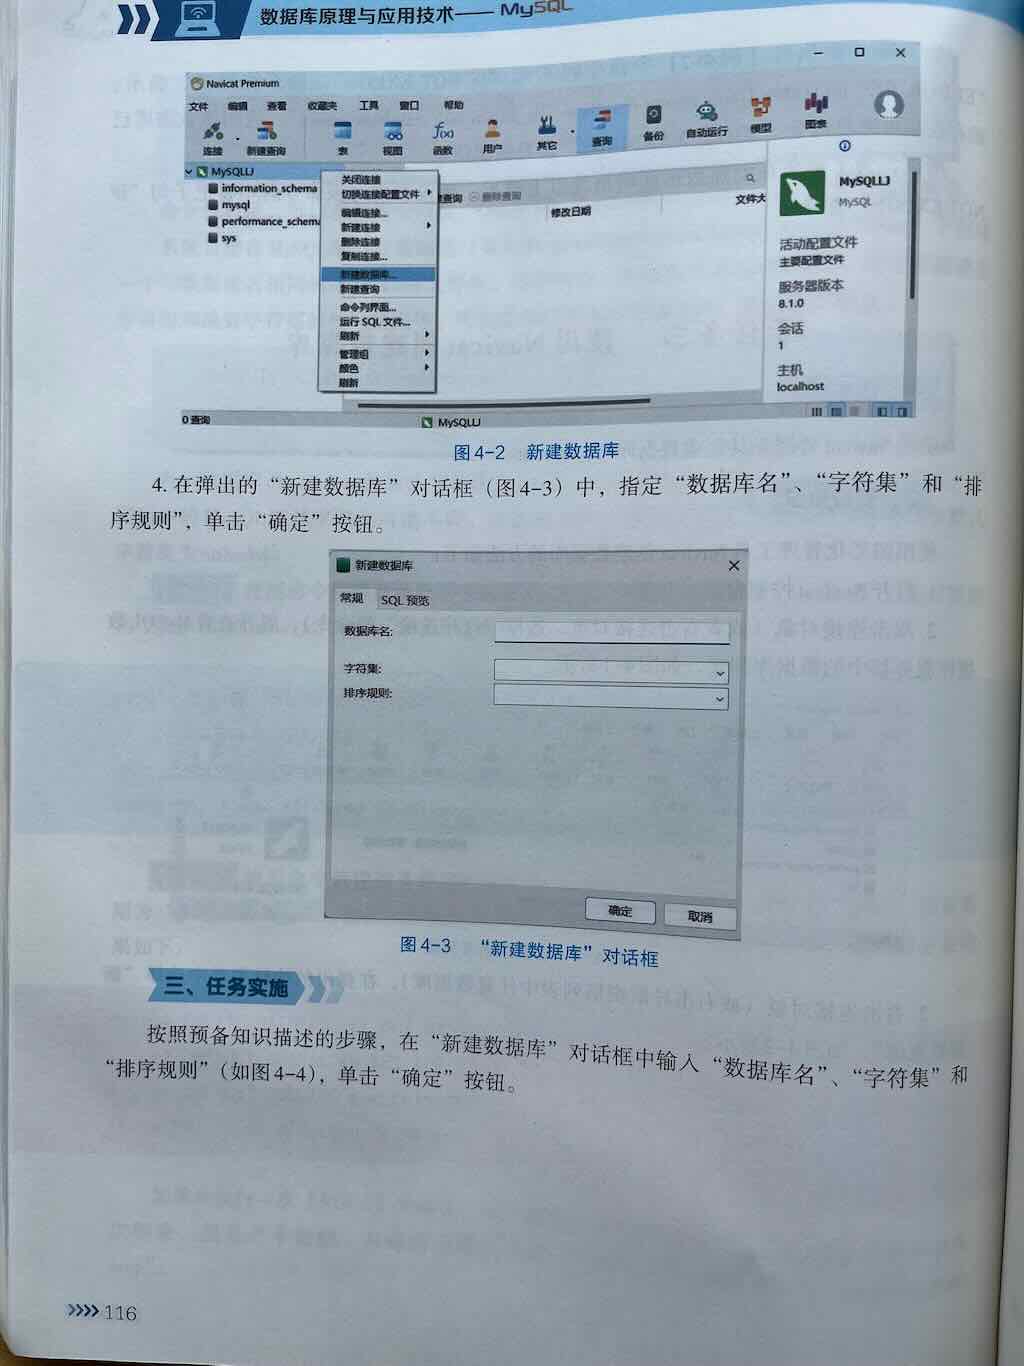 数据库原理与应用技术——MySQL
Navicat Premium
文件 编辑 查看 收藏夹 工具 窗口 帮助
连接 新建查询 表 视图 函数 用户 其它 查询 备份 自动运行 模型 图表
MySQLLJ
information_schema
mysql
performance_schema
sys
关闭连接
切换连接配置文件
编辑连接...
新建连接
删除连接
复制连接...
新建数据库...
新建查询
命令列界面...
运行 SQL 文件...
刷新
管理组
颜色
刷新
建查询 删除查询
修改日期 文件大
MySQLLJ
MySQL
活动配置文件
主要配置文件
服务器版本
8.1.0
会话
1
主机
localhost
0 查询 MySQLLJ
图4-2 新建数据库
4. 在弹出的“新建数据库”对话框（图4-3）中，指定“数据库名”、“字符集”和“排
序规则”，单击“确定”按钮。
新建数据库
常规 SQL 预览
数据库名:
字符集:
排序规则:
确定 取消
图4-3 “新建数据库”对话框
三、任务实施
按照预备知识描述的步骤，在“新建数据库”对话框中输入“数据库名”、“字符集”和
“排序规则”（如图4-4），单击“确定”按钮。
116